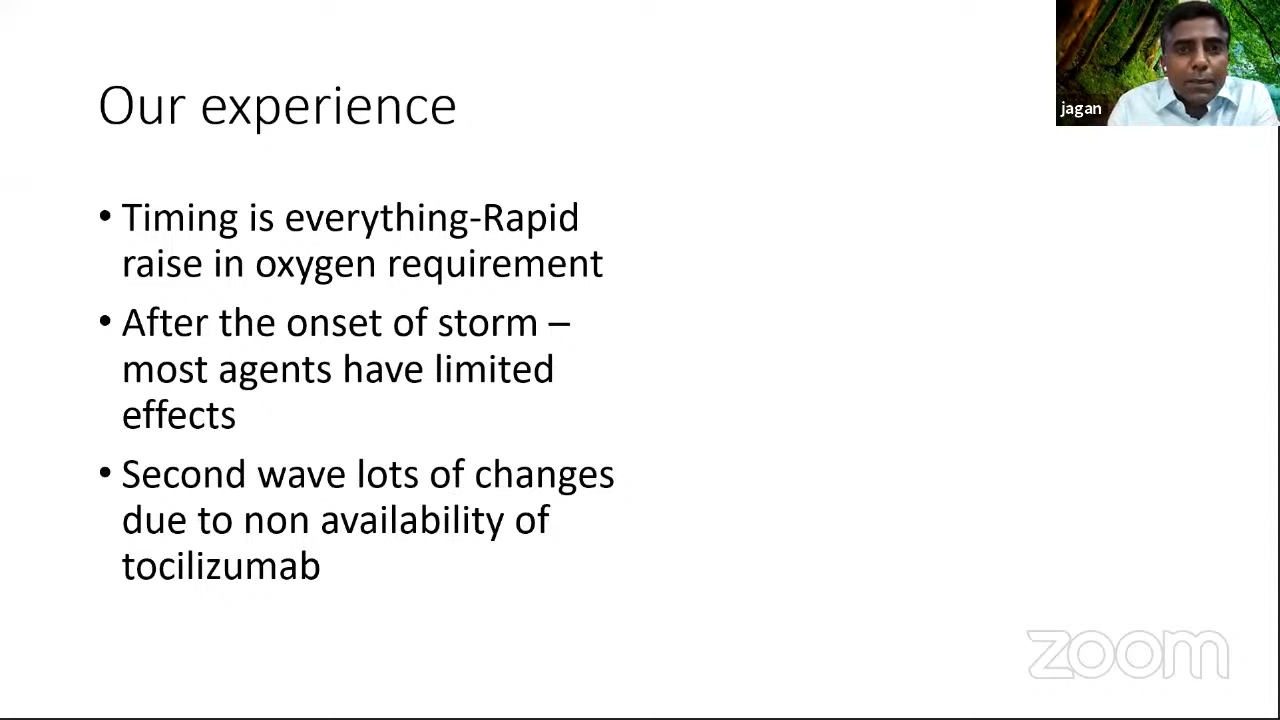 Our experience
jagan
• Timing is everything-Rapid
raise in oxygen requirement
• After the onset of storm –
most agents have limited
effects
• Second wave lots of changes
due to non availability of
tocilizumab
zoom